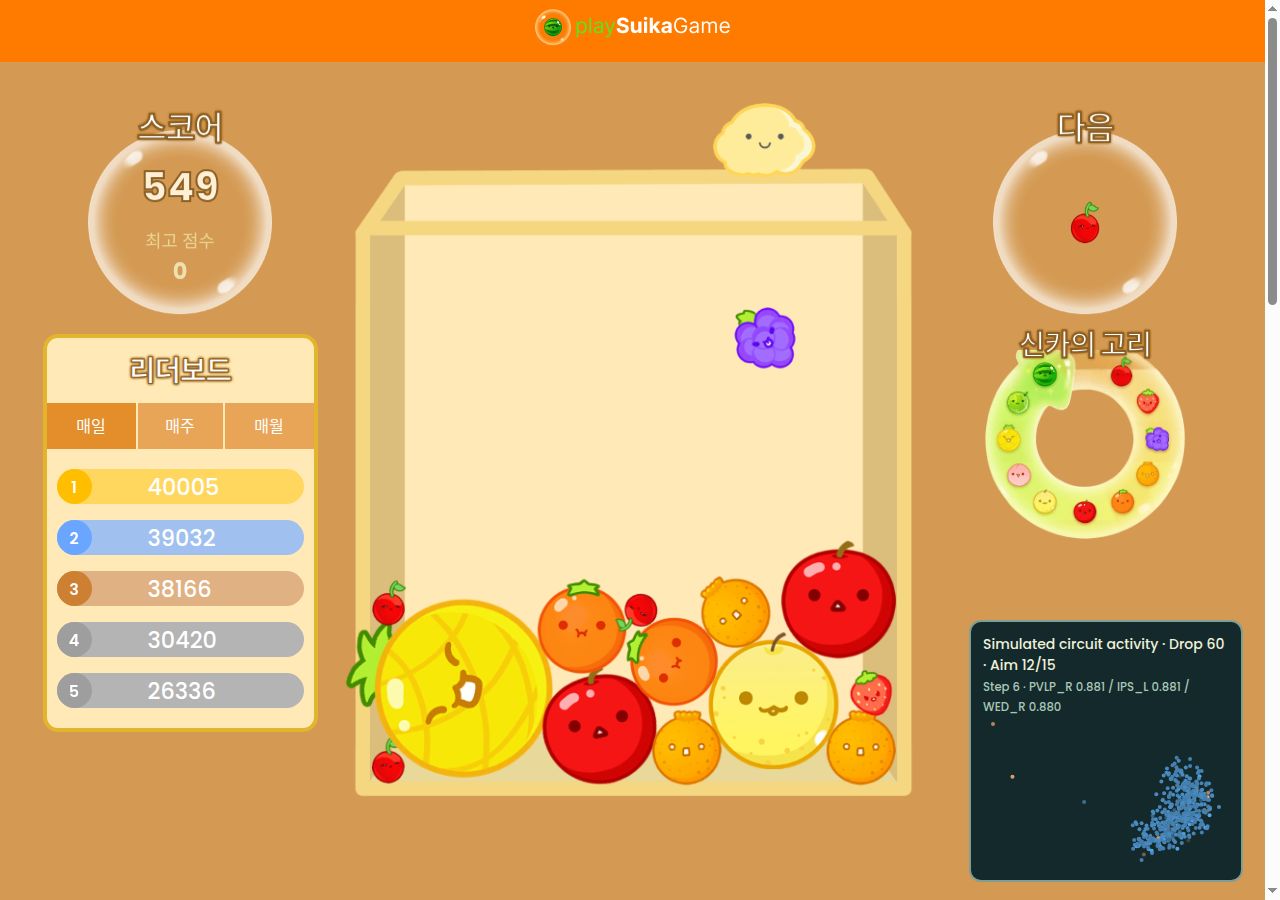 playSuikaGame
스코어
549
최고 점수
0
다음
신카의 고리
리더보드
매일 매주 매월
1 40005
2 39032
3 38166
4 30420
5 26336
Simulated circuit activity · Drop 60
· Aim 12/15
Step 6 · PVLP_R 0.881 / IPS_L 0.881 /
WED_R 0.880